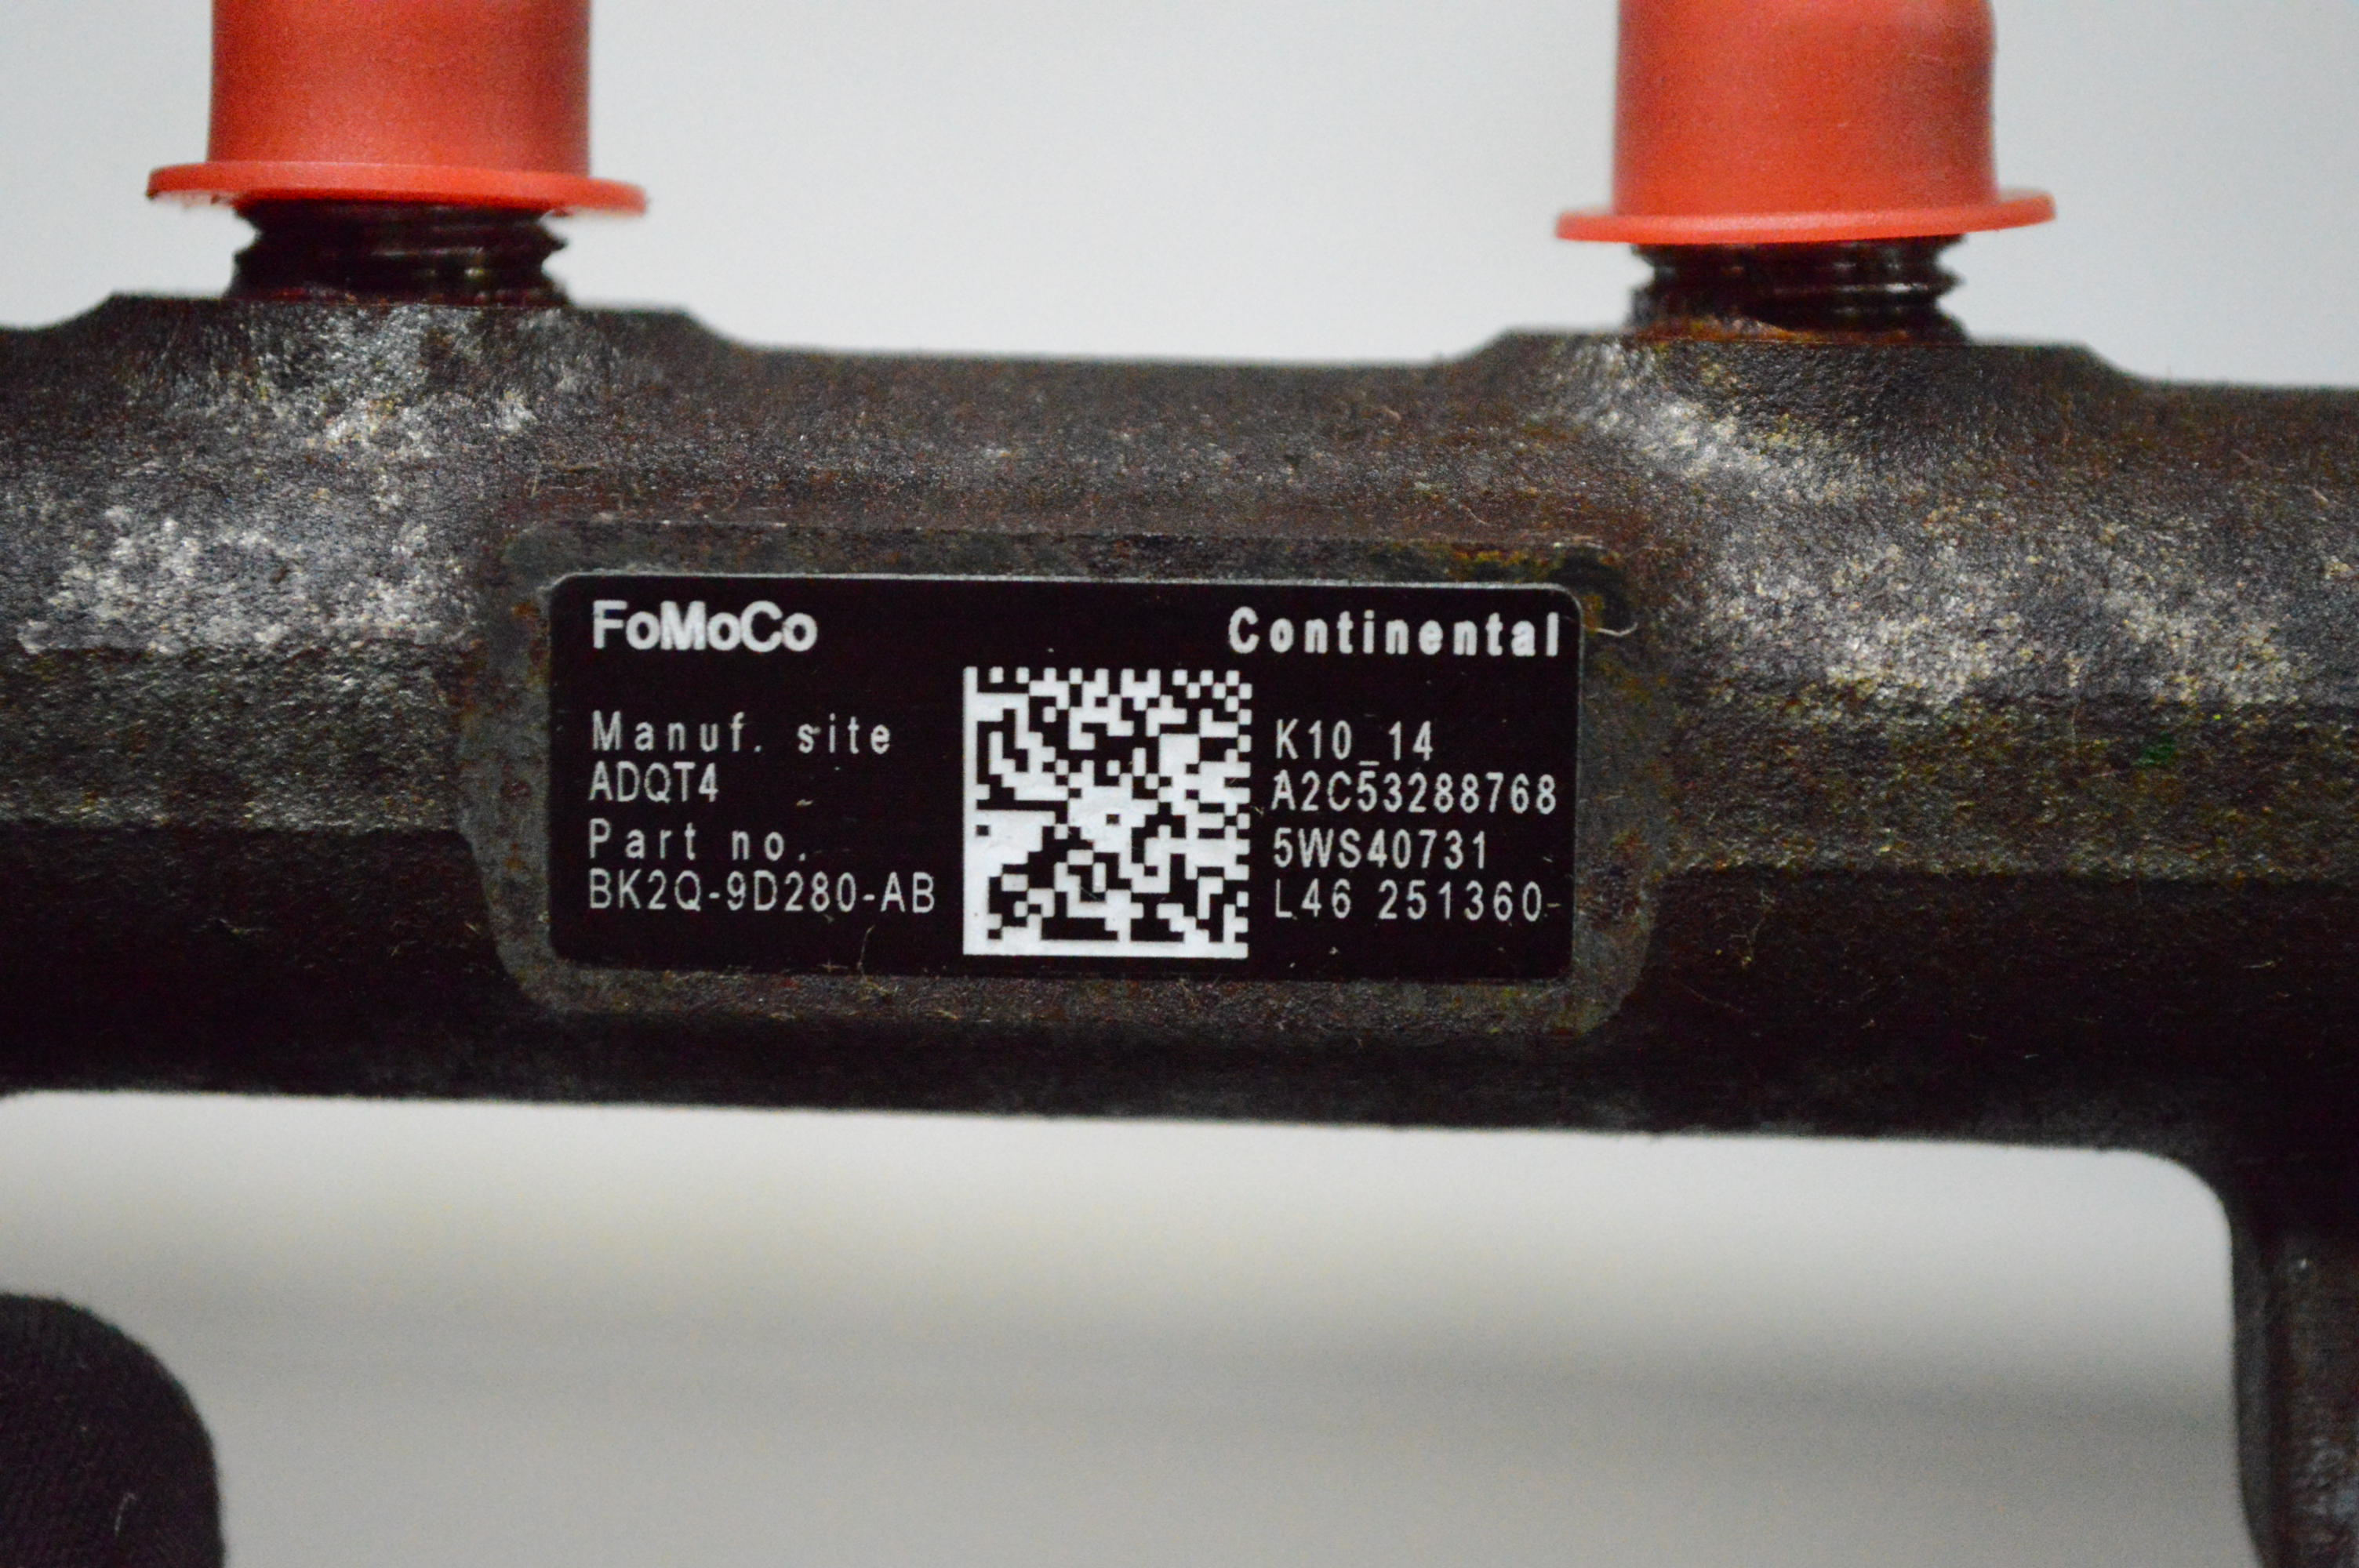 FoMoCo
Continental
Manuf. site
ADQT4
Part no.
BK2Q-9D280-AB
K10_14
A2C53288768
5WS40731
L46 251360